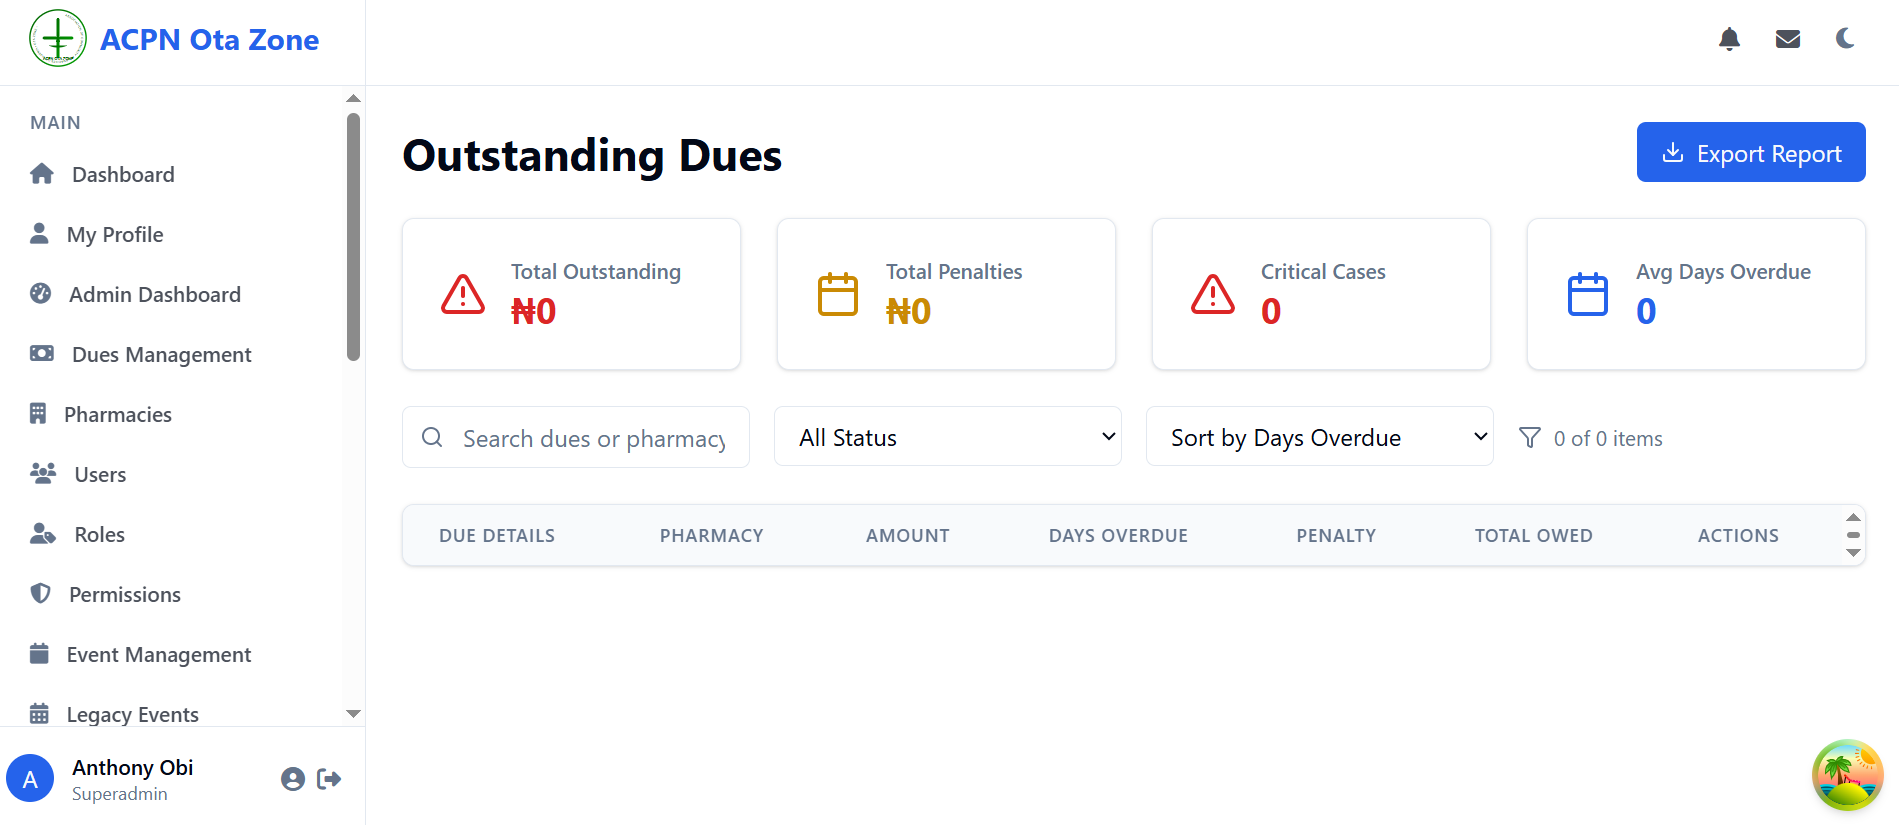 ACPN Ota Zone
MAIN
Dashboard
My Profile
Admin Dashboard
Dues Management
Pharmacies
Users
Roles
Permissions
Event Management
Legacy Events
A
Anthony Obi
Superadmin
Outstanding Dues
Export Report
Total Outstanding
₦0
Total Penalties
₦0
Critical Cases
0
Avg Days Overdue
0
Search dues or pharmacy
All Status
Sort by Days Overdue
0 of 0 items
DUE DETAILS PHARMACY AMOUNT DAYS OVERDUE PENALTY TOTAL OWED ACTIONS